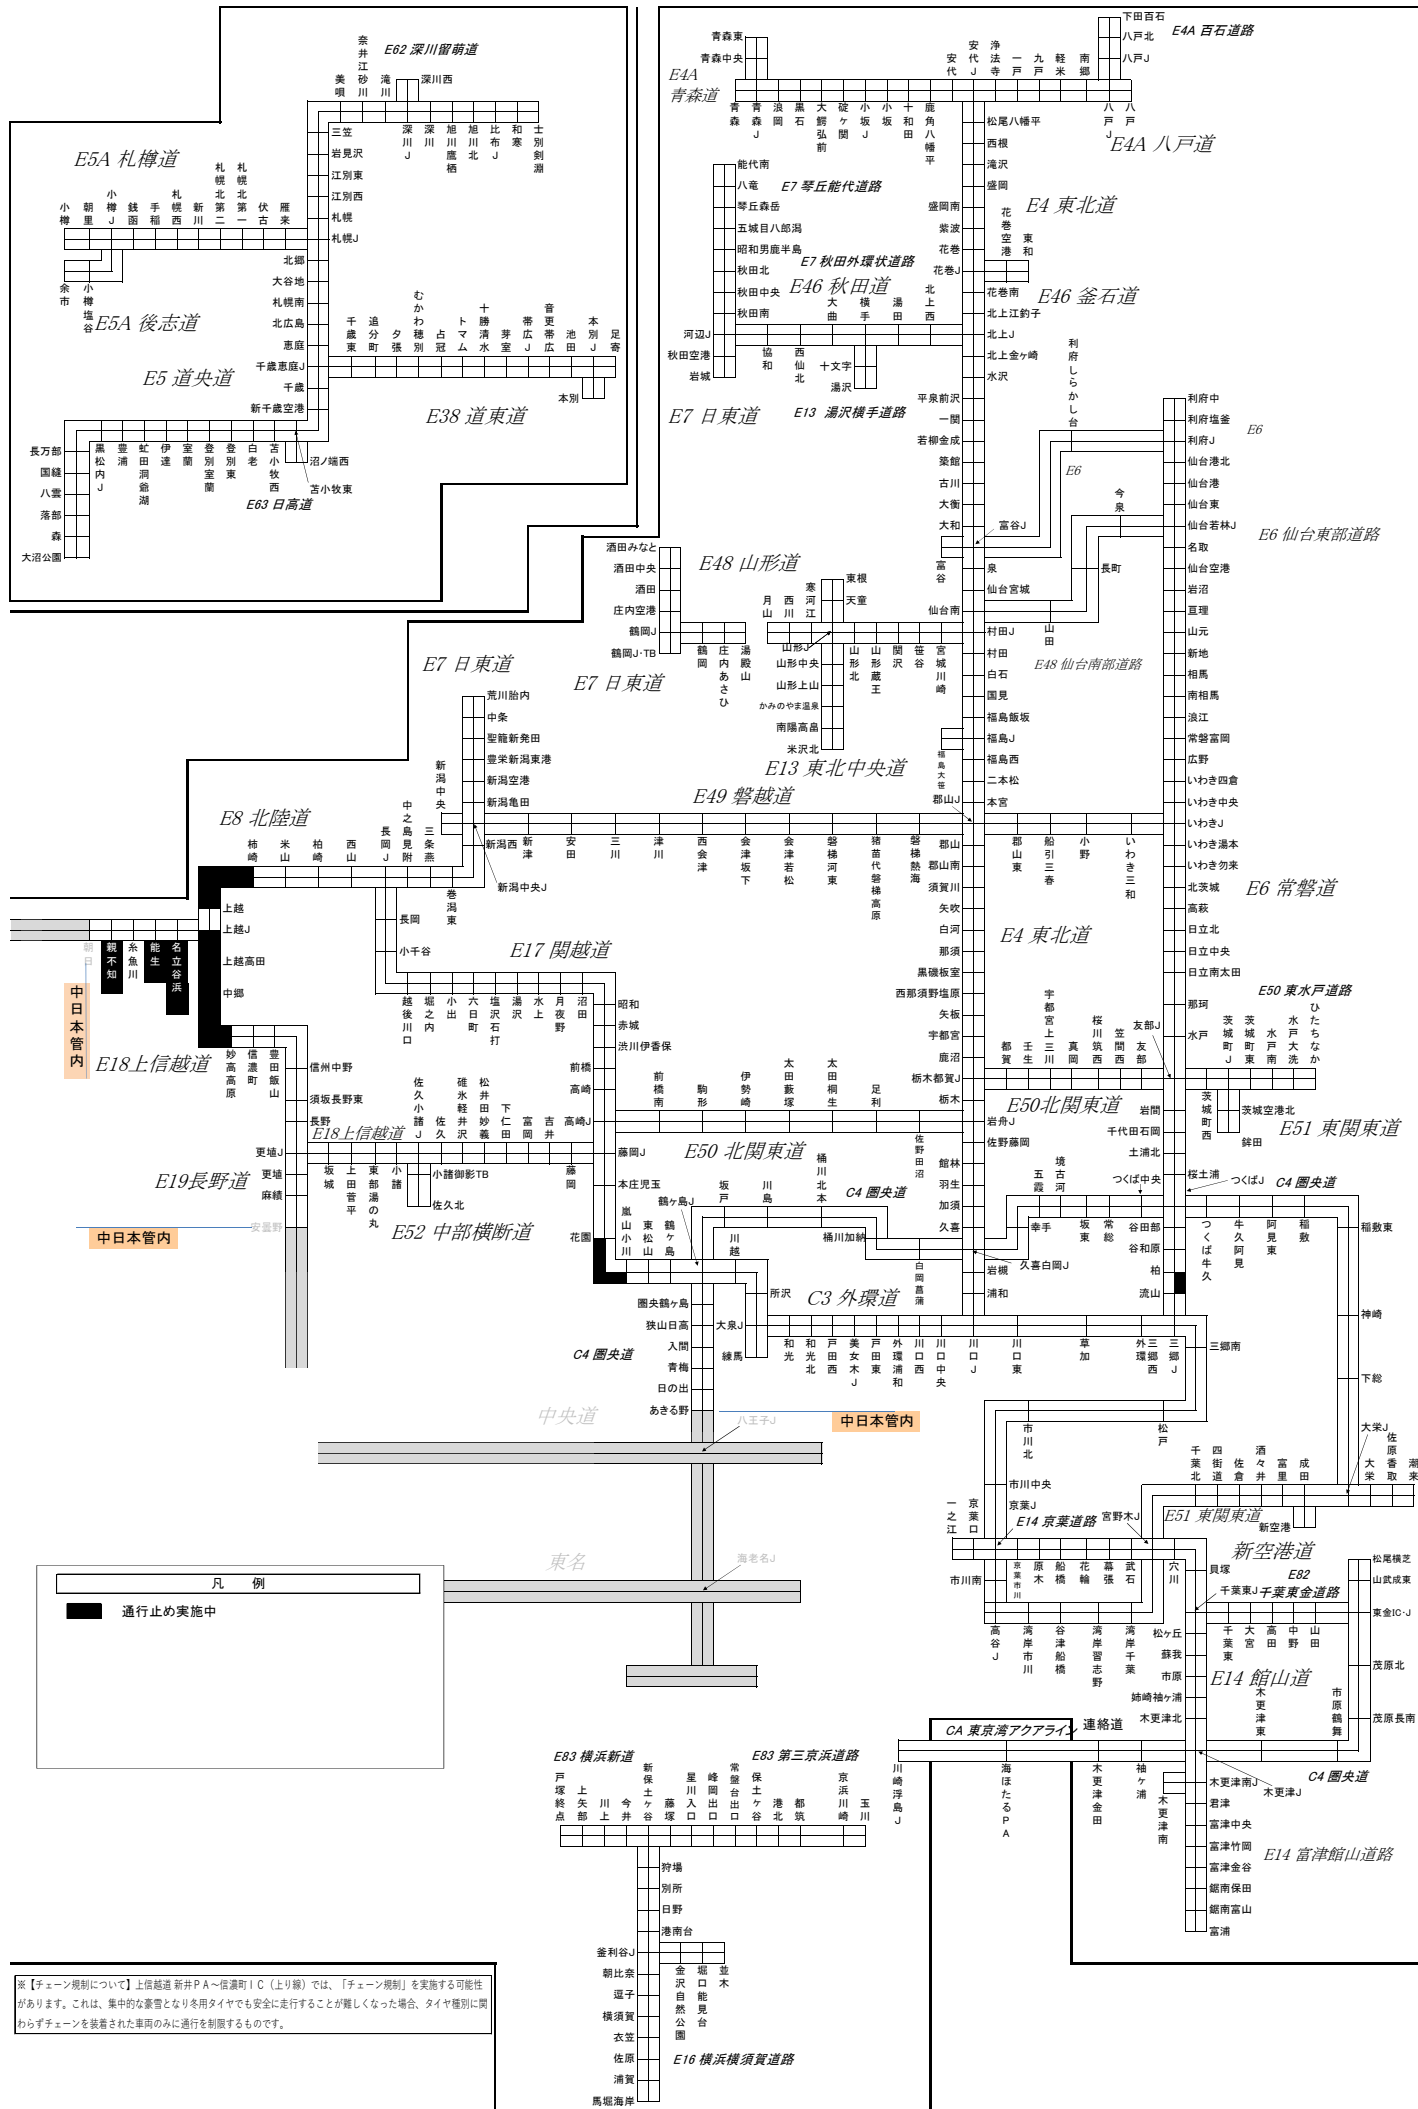 E62 深川留萌道
奈井江砂川
滝川
深川西
美唄
三笠
岩見沢
江別東
江別西
札幌
札幌J
深川J
深川
旭川鷹栖
旭川北
比布J
和寒
士別剣淵
E5A 札樽道
小樽
朝里
小樽J
銭函
手稲
札幌西
新川
札幌北第二
札幌北第一
伏古
雁来
余市
小樽塩谷
E5A 後志道
北郷
大谷地
札幌南
北広島
恵庭
千歳恵庭J
千歳
新千歳空港
E5 道央道
千歳東
追分町
夕張
むかわ穂別
占冠
トマム
十勝清水
芽室
帯広J
音更帯広
池田
本別J
足寄
本別
E38 道東道
長万部
国縫
八雲
落部
森
大沼公園
黒松内J
豊浦
虻田洞爺湖
伊達
室蘭
登別室蘭
登別東
白老
苫小牧西
沼ノ端西
苫小牧東
E63 日高道
青森東
青森中央
E4A
青森道
青森
青森J
浪岡
黒石
大鰐弘前
碇ヶ関
小坂J
小坂
十和田
鹿角八幡平
安代
安代J
浄法寺
一戸
九戸
軽米
南郷
下田百石
八戸北
八戸J
E4A 百石道路
八戸J
八戸
E4A 八戸道
松尾八幡平
西根
滝沢
盛岡
盛岡南
紫波
花巻
花巻J
花巻南
北上江釣子
北上J
北上金ヶ崎
水沢
平泉前沢
一関
若柳金成
築館
古川
大衡
大和
富谷J
富谷
泉
仙台宮城
仙台南
村田J
村田
白石
国見
福島飯坂
福島J
福島西
二本松
本宮
福島大笹
E4 東北道
花巻空港
東和
E46 釜石道
能代南
八竜
琴丘森岳
五城目八郎潟
昭和男鹿半島
秋田北
秋田中央
秋田南
河辺J
秋田空港
岩城
E7 琴丘能代道路
E7 秋田外環状道路
E46 秋田道
協和
西仙北
大曲
横手
湯田
北上西
十文字
湯沢
E7 日東道
E13 湯沢横手道路
利府しらかし台
利府中
利府塩釜
利府J
仙台港北
仙台港
仙台東
仙台若林J
名取
仙台空港
岩沼
亘理
山元
新地
相馬
南相馬
浪江
常磐富岡
広野
いわき四倉
いわき中央
いわきJ
いわき湯本
いわき勿来
北茨城
高萩
日立北
日立中央
日立南太田
那珂
水戸
E6
E6
今泉
長町
山田
E6 仙台東部道路
E48 仙台南部道路
酒田みなと
酒田中央
酒田
庄内空港
鶴岡J
鶴岡J・TB
鶴岡
庄内あさひ
湯殿山
E7 日東道
E48 山形道
月山
西川
寒河江
東根
天童
山形J
山形中央
山形上山
かみのやま温泉
南陽高畠
米沢北
山形北
山形蔵王
関沢
笹谷
宮城川崎
E13 東北中央道
E7 日東道
荒川胎内
中条
聖籠新発田
豊栄新潟東港
新潟空港
新潟亀田
新潟西
新潟中央
新潟中央J
E49 磐越道
新津
安田
三川
津川
西会津
会津坂下
会津若松
磐梯河東
猪苗代磐梯高原
磐梯熱海
郡山J
郡山東
船引三春
小野
いわき三和
E8 北陸道
柿崎
米山
柏崎
西山
長岡J
中之島見附
三条燕
巻潟東
上越
上越J
上越高田
中郷
朝日
親不知
糸魚川
能生
名立谷浜
中日本管内
長岡
小千谷
E17 関越道
越後川口
堀之内
小出
六日町
塩沢石打
湯沢
水上
月夜野
沼田
昭和
赤城
渋川伊香保
前橋
高崎
高崎J
藤岡J
本庄児玉
花園
郡山
郡山南
須賀川
矢吹
白河
那須
黒磯板室
西那須野塩原
矢板
宇都宮
鹿沼
栃木都賀J
栃木
岩舟J
佐野藤岡
館林
羽生
加須
久喜
久喜白岡J
岩槻
浦和
E4 東北道
E6 常磐道
E18上信越道
妙高高原
信濃町
豊田飯山
信州中野
須坂長野東
長野
更埴J
更埴
麻績
安曇野
E19長野道
中日本管内
E18上信越道
坂城
上田菅平
東部湯の丸
小諸
佐久小諸J
佐久
碓氷軽井沢
松井田妙義
下仁田
富岡
吉井
藤岡
小諸御影TB
佐久北
E52 中部横断道
前橋南
駒形
伊勢崎
太田藪塚
太田桐生
足利
佐野田沼
E50 北関東道
都賀
壬生
宇都宮上三川
真岡
桜川筑西
笠間西
友部
友部J
E50北関東道
E50 東水戸道路
茨城町J
茨城町東
水戸南
水戸大洗
ひたちなか
茨城町西
茨城空港北
鉾田
E51 東関東道
岩間
千代田石岡
土浦北
桜土浦
つくばJ
谷田部
谷和原
柏
流山
C4 圏央道
嵐山小川
東松山
鶴ヶ島
鶴ヶ島J
坂戸
川島
桶川北本
桶川加納
白岡菖蒲
五霞
境古河
幸手
坂東
常総
つくば中央
つくば牛久
牛久阿見
阿見東
稲敷
稲敷東
神崎
下総
大栄J
C4 圏央道
川越
所沢
大泉J
練馬
圏央鶴ヶ島
狭山日高
入間
青梅
日の出
あきる野
C4 圏央道
C3 外環道
和光
和光北
戸田西
美女木J
戸田東
外環浦和
川口西
川口中央
川口J
川口東
草加
外環三郷西
三郷J
三郷南
松戸
市川北
市川中央
京葉J
中央道
八王子J
中日本管内
東名
海老名J
千葉北
四街道
佐倉
酒々井
富里
成田
大栄
佐原香取
潮来
新空港
E51 東関東道
新空港道
一之江
京葉口
E14 京葉道路
宮野木J
京葉市川
原木
船橋
花輪
幕張
武石
穴川
貝塚
市川南
高谷J
湾岸市川
谷津船橋
湾岸習志野
湾岸千葉
E82
千葉東J
千葉東金道路
松ヶ丘
蘇我
市原
姉崎袖ヶ浦
木更津北
千葉東
大宮
高田
中野
山田
松尾横芝
山武成東
東金IC・J
茂原北
茂原長南
E14 館山道
木更津東
市原鶴舞
CA 東京湾アクアライン 連絡道
川崎浮島J
海ほたるPA
木更津金田
袖ヶ浦
木更津J
C4 圏央道
木更津南J
木更津南
君津
富津中央
富津竹岡
富津金谷
鋸南保田
鋸南富山
富浦
E14 富津館山道路
凡 例
通行止め実施中
E83 横浜新道
E83 第三京浜道路
戸塚終点
上矢部
川上
今井
新保土ヶ谷
藤塚
星川入口
峰岡出口
常盤台出口
保土ヶ谷
港北
都筑
京浜川崎
玉川
狩場
別所
日野
港南台
釜利谷J
朝比奈
逗子
横須賀
衣笠
佐原
浦賀
馬堀海岸
金沢自然公園
堀口能見台
並木
E16 横浜横須賀道路
※【チェーン規制について】上信越道 新井ＰＡ～信濃町ＩＣ（上り線）では、「チェーン規制」を実施する可能性
があります。これは、集中的な豪雪となり冬用タイヤでも安全に走行することが難しくなった場合、タイヤ種別に関
わらずチェーンを装着された車両のみに通行を制限するものです。